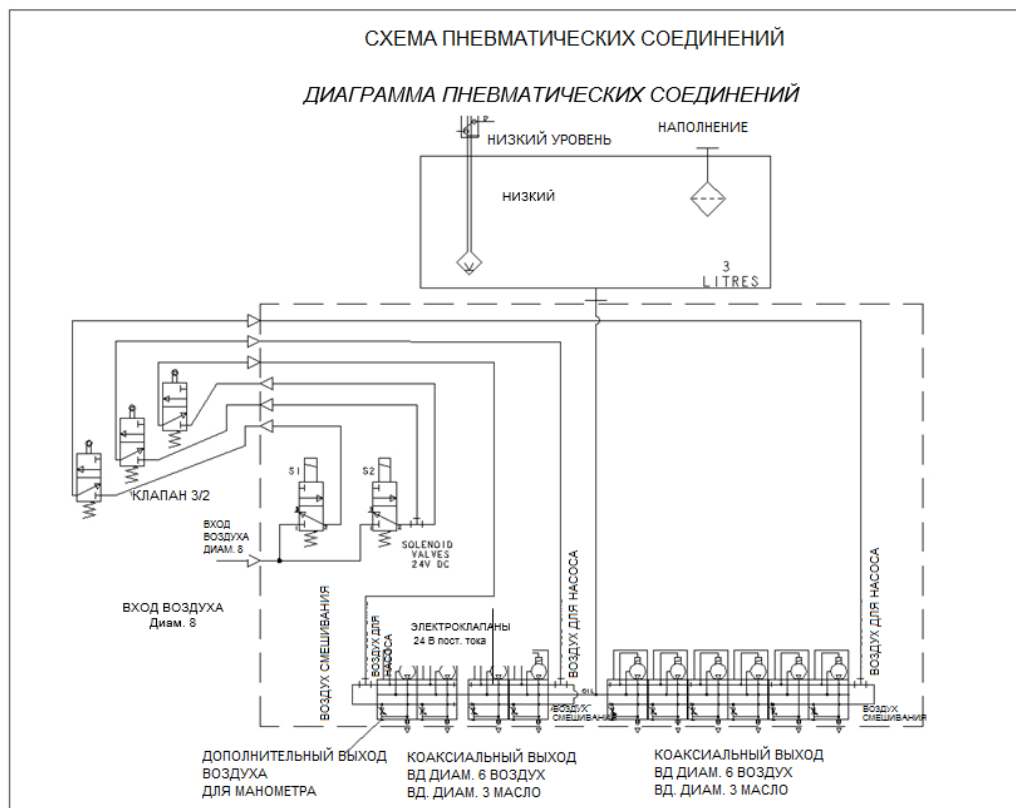 СХЕМА ПНЕВМАТИЧЕСКИХ СОЕДИНЕНИЙ
ДИАГРАММА ПНЕВМАТИЧЕСКИХ СОЕДИНЕНИЙ
НИЗКИЙ УРОВЕНЬ
НАПОЛНЕНИЕ
НИЗКИЙ
3
LITRES
КЛАПАН 3/2
S1
S2
ВХОД
ВОЗДУХА
ДИАМ. 8
SOLENOID
VALVES
24V DC
ВХОД ВОЗДУХА
Диам. 8
ВОЗДУХ СМЕШИВАНИЯ
ВОЗДУХ ДЛЯ
НАСОСА
ЭЛЕКТРОКЛАПАНЫ
24 В пост. тока
ВОЗДУХ ДЛЯ НАСОСА
ВОЗДУХ ДЛЯ НАСОСА
OIL
ВОЗДУХ
СМЕШИВАНИЯ
ВОЗДУХ
СМЕШИВАНИЯ
ДОПОЛНИТЕЛЬНЫЙ ВЫХОД
ВОЗДУХА
ДЛЯ МАНОМЕТРА
КОАКСИАЛЬНЫЙ ВЫХОД
ВД ДИАМ. 6 ВОЗДУХ
ВД. ДИАМ. 3 МАСЛО
КОАКСИАЛЬНЫЙ ВЫХОД
ВД ДИАМ. 6 ВОЗДУХ
ВД. ДИАМ. 3 МАСЛО